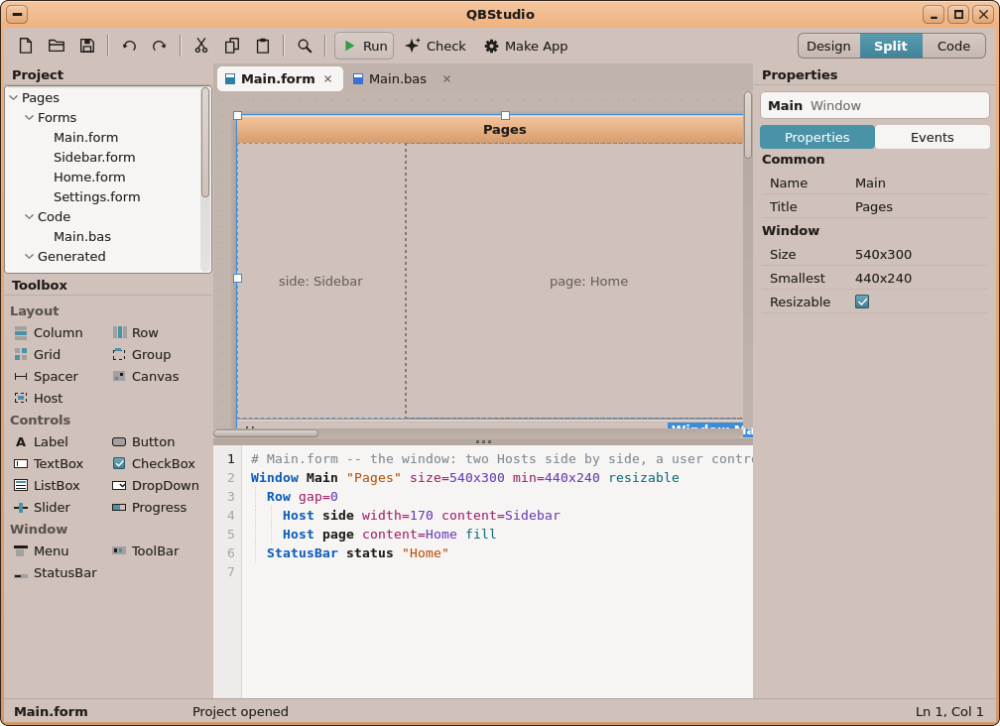 QBStudio
Run Check Make App Design Split Code
Project
Pages
Forms
Main.form
Sidebar.form
Home.form
Settings.form
Code
Main.bas
Generated
Toolbox
Layout
Column Row
Grid Group
Spacer Canvas
Host
Controls
Label Button
TextBox CheckBox
ListBox DropDown
Slider Progress
Window
Menu ToolBar
StatusBar
Main.form Main.bas
Pages
side: Sidebar page: Home
1 # Main.form -- the window: two Hosts side by side, a user contro
2 Window Main "Pages" size=540x300 min=440x240 resizable
3 Row gap=0
4 Host side width=170 content=Sidebar
5 Host page content=Home fill
6 StatusBar status "Home"
7
Properties
Main Window
Properties Events
Common
Name Main
Title Pages
Window
Size 540x300
Smallest 440x240
Resizable
Main.form Project opened Ln 1, Col 1